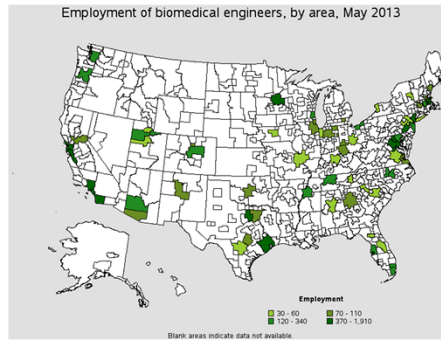 Employment of biomedical engineers, by area, May 2013
Employment
30 - 60
70 - 110
120 - 340
370 - 1,910
Blank areas indicate data not available.